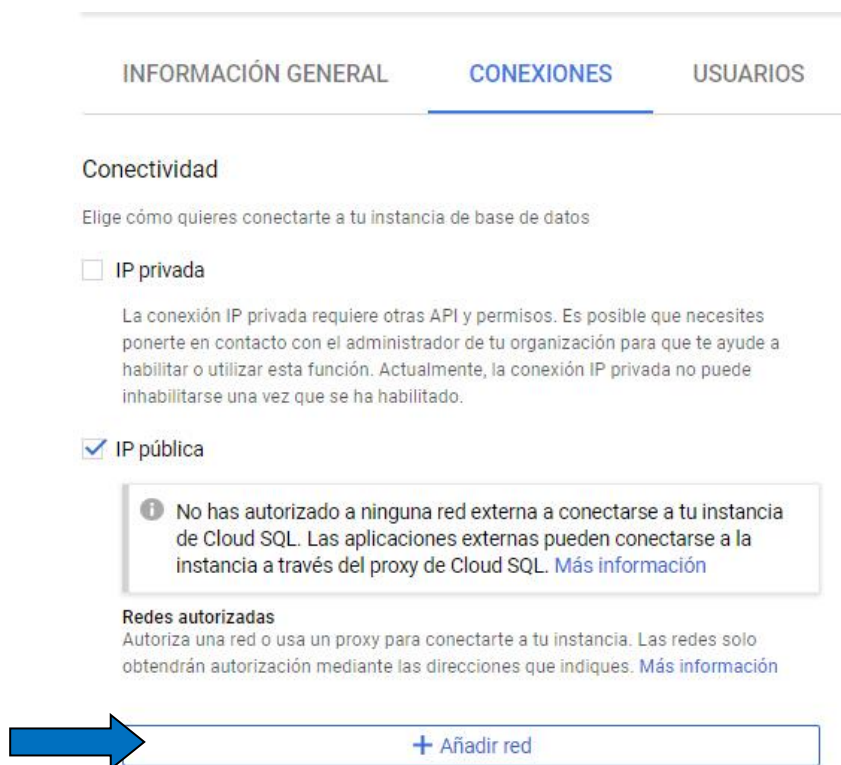 INFORMACIÓN GENERAL CONEXIONES USUARIOS
Conectividad
Elige cómo quieres conectarte a tu instancia de base de datos
IP privada
La conexión IP privada requiere otras API y permisos. Es posible que necesites
ponerte en contacto con el administrador de tu organización para que te ayude a
habilitar o utilizar esta función. Actualmente, la conexión IP privada no puede
inhabilitarse una vez que se ha habilitado.
IP pública
No has autorizado a ninguna red externa a conectarse a tu instancia
de Cloud SQL. Las aplicaciones externas pueden conectarse a la
instancia a través del proxy de Cloud SQL. Más información
Redes autorizadas
Autoriza una red o usa un proxy para conectarte a tu instancia. Las redes solo
obtendrán autorización mediante las direcciones que indiques. Más información
+ Añadir red